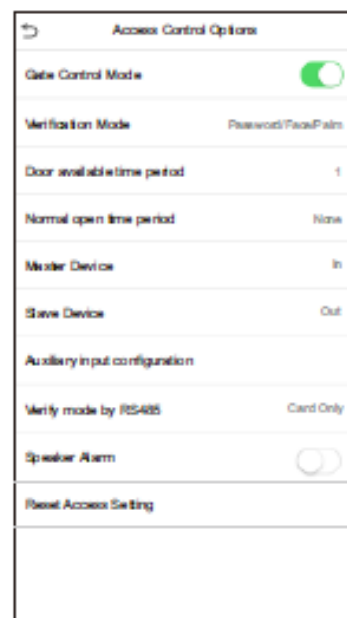 Access Control Options
Gate Control Mode
Verification Mode Password/Face/Palm
Door available time period 1
Normal open time period None
Master Device In
Slave Device Out
Auxiliary input configuration
Verify mode by RS485 Card Only
Speaker Alarm
Reset Access Setting